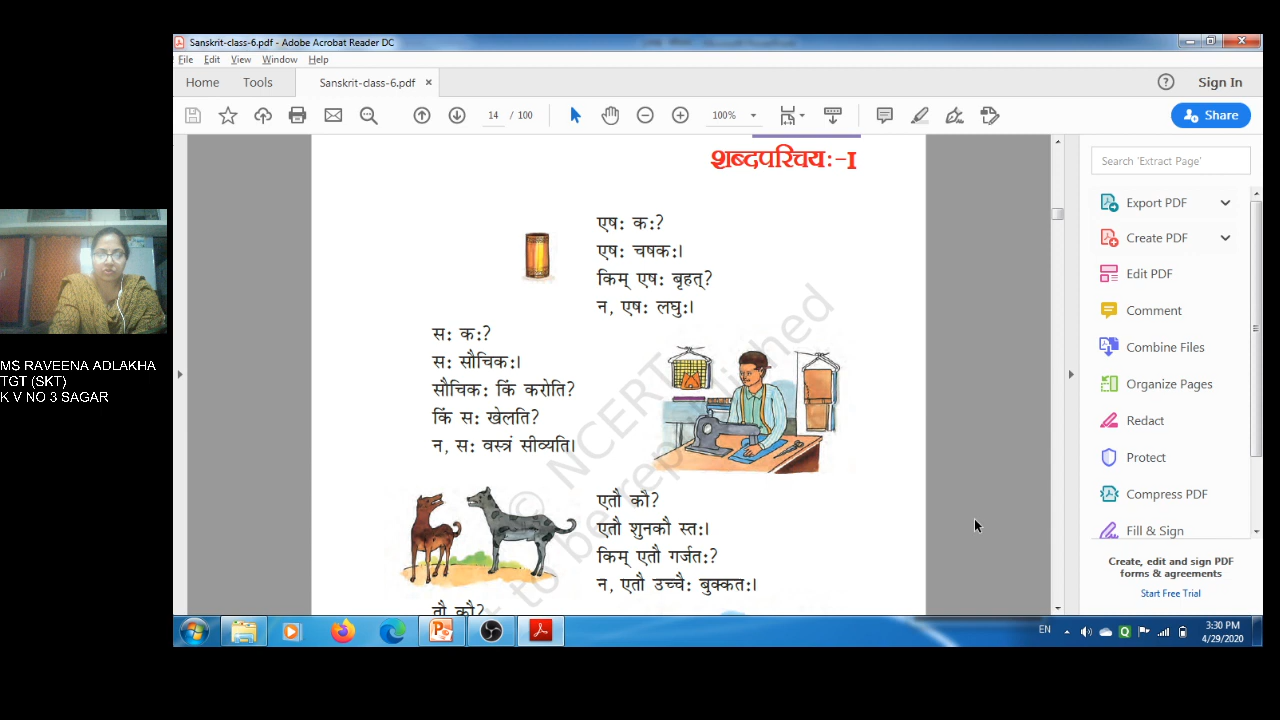 Sanskrit-class-6.pdf - Adobe Acrobat Reader DC
File Edit View Window Help
Home Tools Sanskrit-class-6.pdf × Sign In
14 / 100 100% Share
शब्दपरिचयः-I
एषः कः?
एषः चषकः।
किम् एषः बृहत्?
न, एषः लघुः।
सः कः?
सः सौचिकः।
सौचिकः किं करोति?
किं सः खेलति?
न, सः वस्त्रं सीव्यति।
एतौ कौ?
एतौ शुनकौ स्तः।
किम् एतौ गर्जतः?
न, एतौ उच्चैः बुक्कतः।
तौ कौ?
© NCERT
to be republished
Search 'Extract Page'
Export PDF
Create PDF
Edit PDF
Comment
Combine Files
Organize Pages
Redact
Protect
Compress PDF
Fill & Sign
Create, edit and sign PDF
forms & agreements
Start Free Trial
MS RAVEENA ADLAKHA
TGT (SKT)
K V NO 3 SAGAR
EN 3:30 PM
4/29/2020